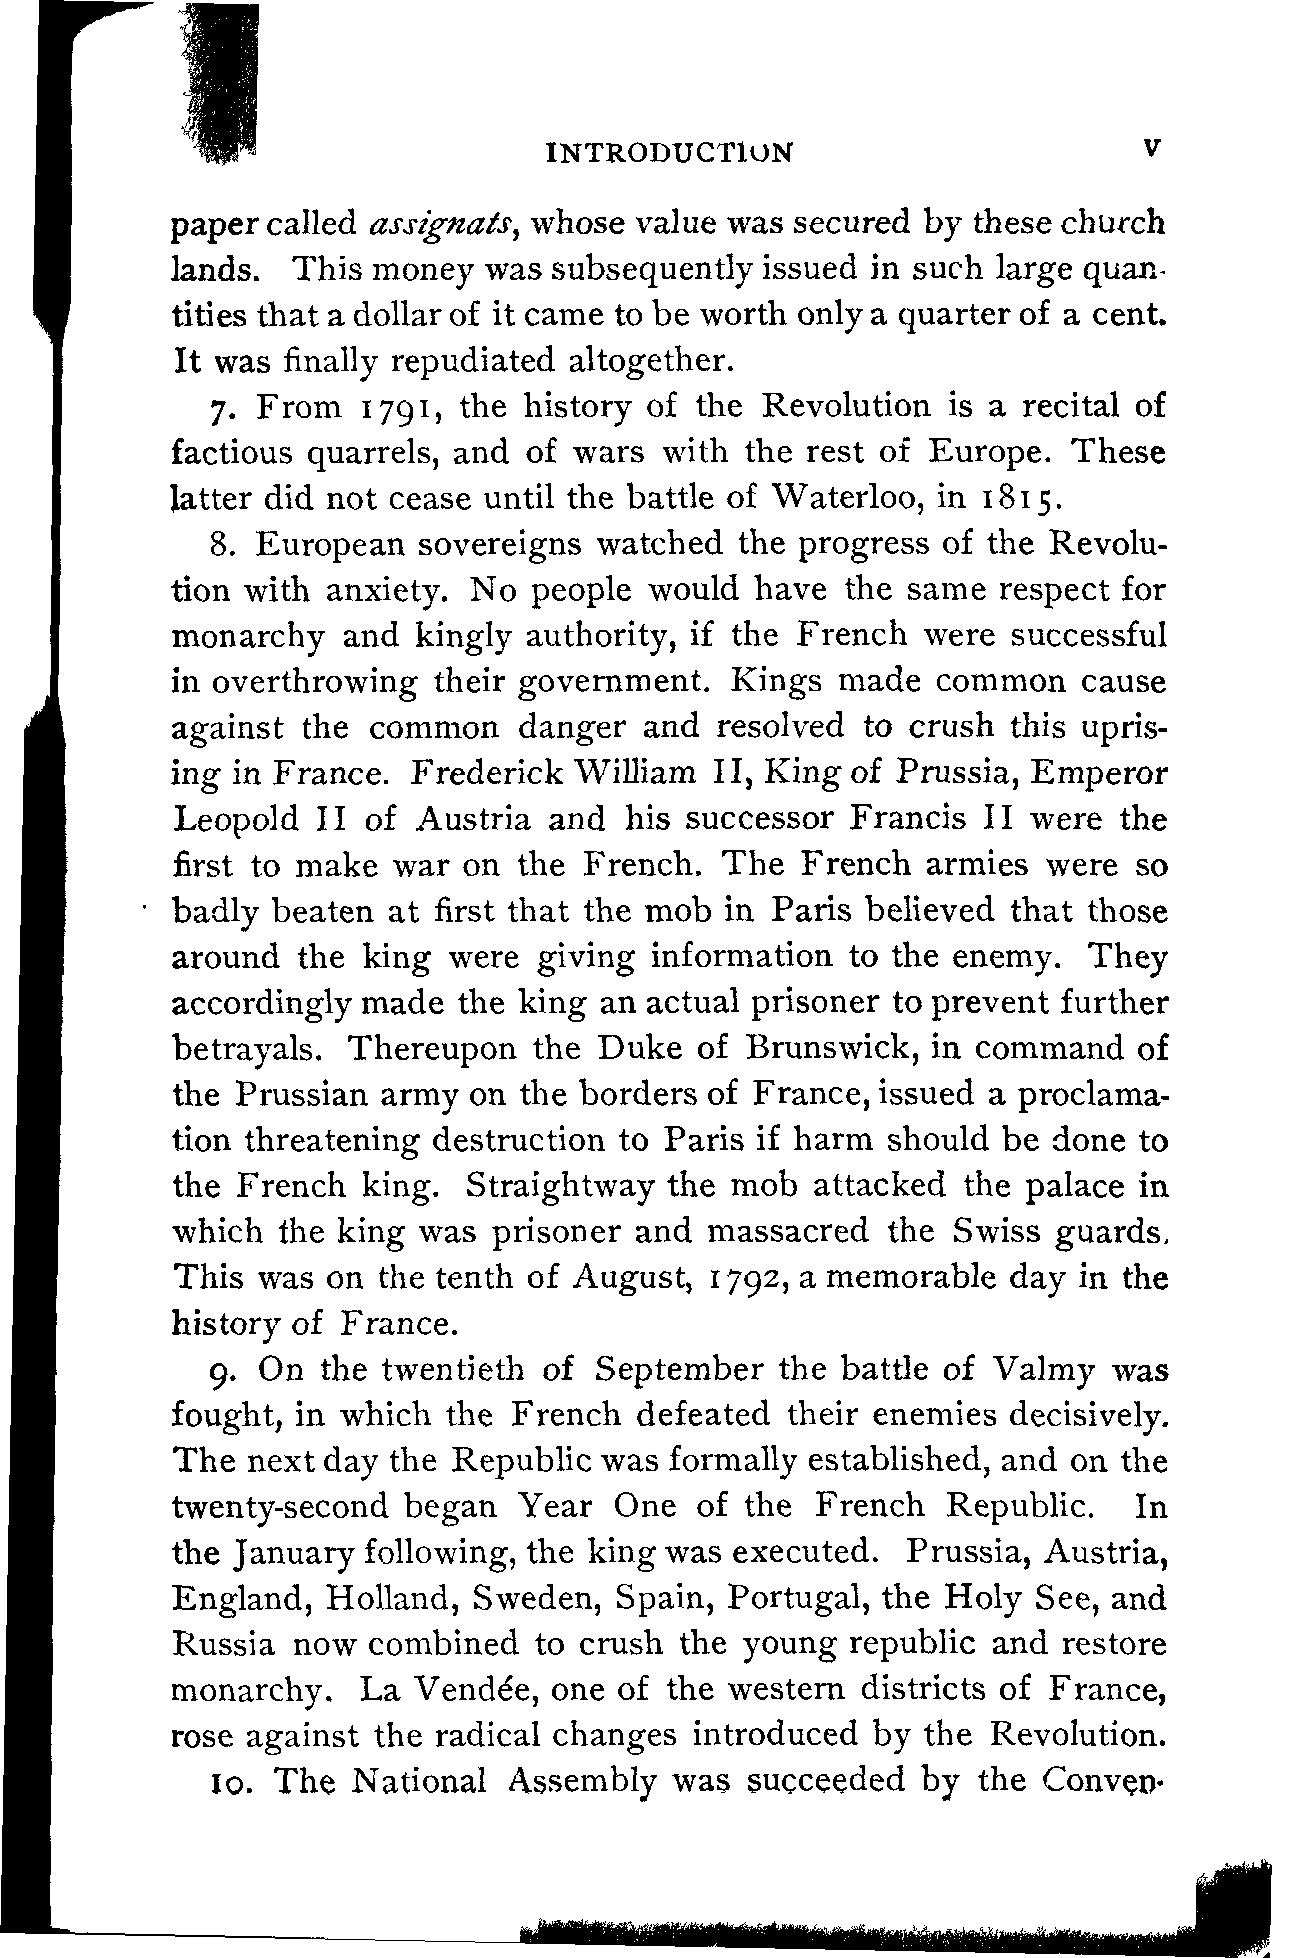 INTRODUCTION v
paper called assignats, whose value was secured by these church
lands. This money was subsequently issued in such large quan-
tities that a dollar of it came to be worth only a quarter of a cent.
It was finally repudiated altogether.
7. From 1791, the history of the Revolution is a recital of
factious quarrels, and of wars with the rest of Europe. These
latter did not cease until the battle of Waterloo, in 1815.
8. European sovereigns watched the progress of the Revolu-
tion with anxiety. No people would have the same respect for
monarchy and kingly authority, if the French were successful
in overthrowing their government. Kings made common cause
against the common danger and resolved to crush this upris-
ing in France. Frederick William II, King of Prussia, Emperor
Leopold II of Austria and his successor Francis II were the
first to make war on the French. The French armies were so
badly beaten at first that the mob in Paris believed that those
around the king were giving information to the enemy. They
accordingly made the king an actual prisoner to prevent further
betrayals. Thereupon the Duke of Brunswick, in command of
the Prussian army on the borders of France, issued a proclama-
tion threatening destruction to Paris if harm should be done to
the French king. Straightway the mob attacked the palace in
which the king was prisoner and massacred the Swiss guards.
This was on the tenth of August, 1792, a memorable day in the
history of France.
9. On the twentieth of September the battle of Valmy was
fought, in which the French defeated their enemies decisively.
The next day the Republic was formally established, and on the
twenty-second began Year One of the French Republic. In
the January following, the king was executed. Prussia, Austria,
England, Holland, Sweden, Spain, Portugal, the Holy See, and
Russia now combined to crush the young republic and restore
monarchy. La Vendée, one of the western districts of France,
rose against the radical changes introduced by the Revolution.
10. The National Assembly was succeeded by the Conven-